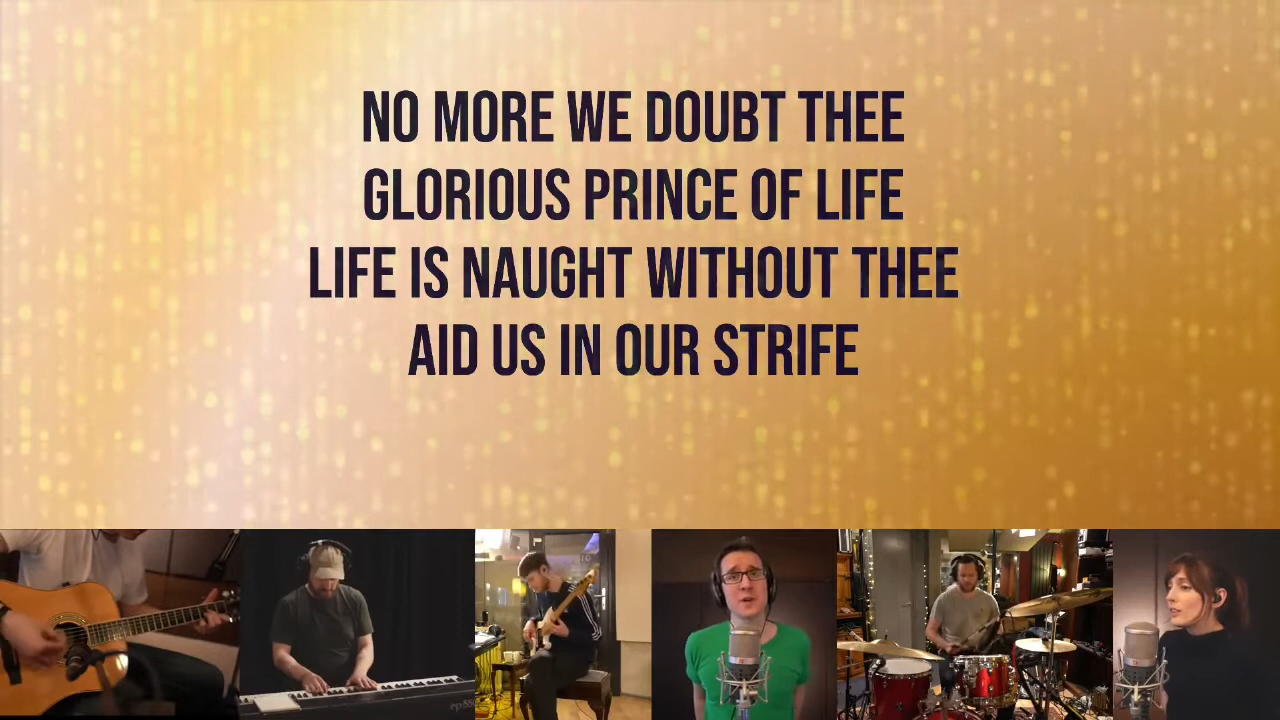 NO MORE WE DOUBT THEE
GLORIOUS PRINCE OF LIFE
LIFE IS NAUGHT WITHOUT THEE
AID US IN OUR STRIFE